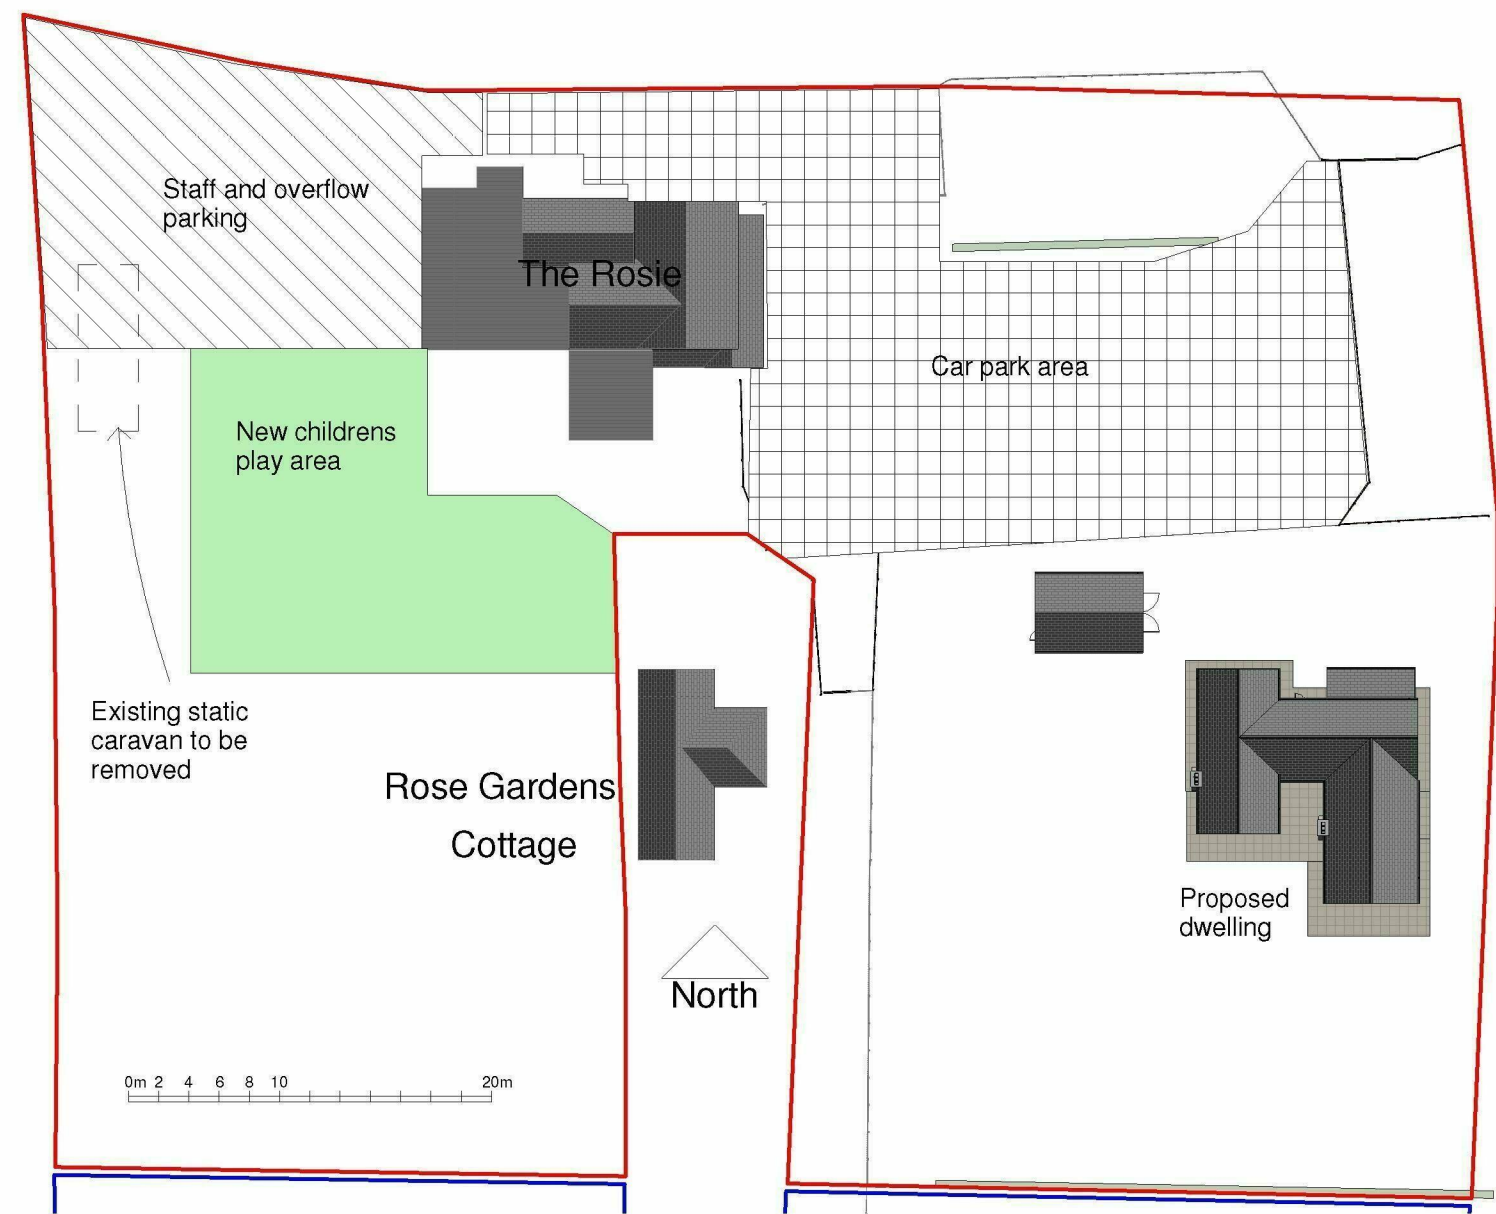 Staff and overflow
parking
The Rosie
Car park area
New childrens
play area
Existing static
caravan to be
removed
Rose Gardens
Cottage
Proposed
dwelling
North
0m 2 4 6 8 10 20m